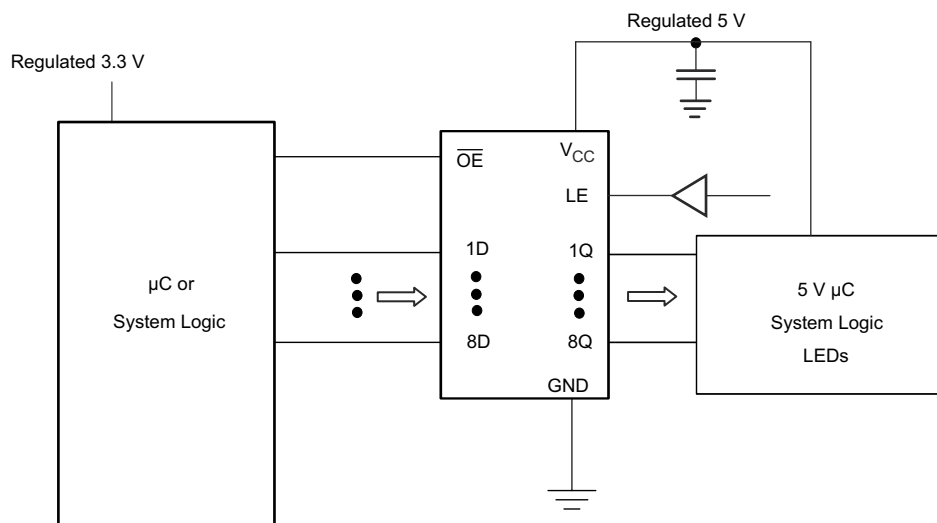 Regulated 5 V
Regulated 3.3 V
OE
VCC
LE
1D
1Q
µC or
System Logic
5 V µC
System Logic
LEDs
8D
8Q
GND